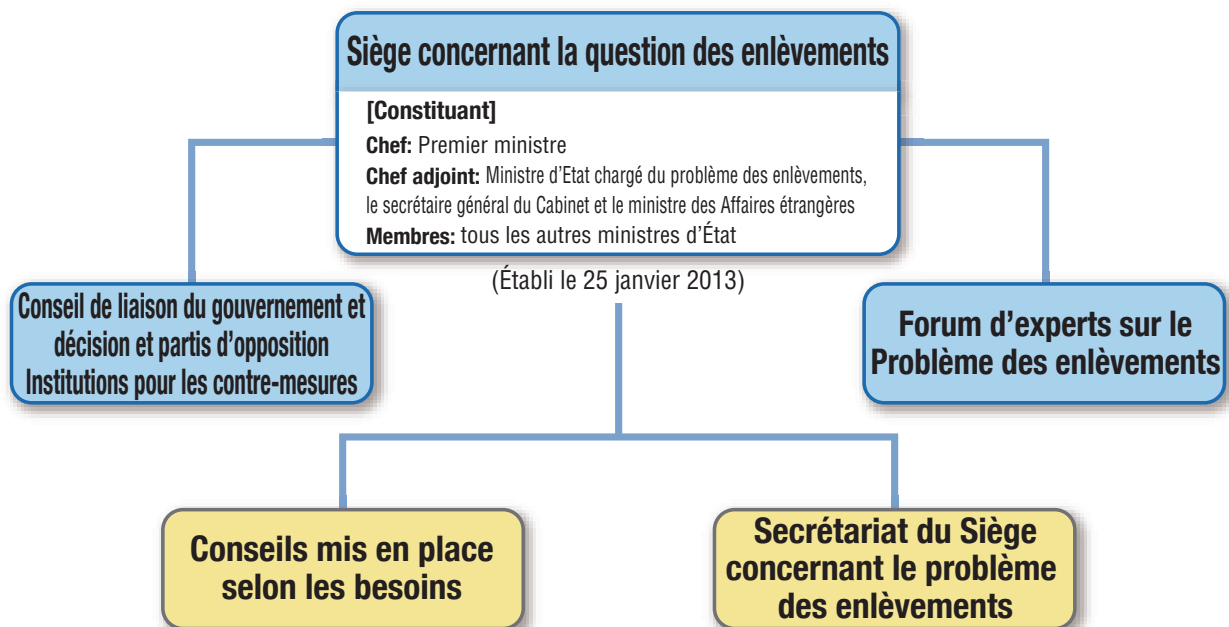 Siège concernant la question des enlèvements
[Constituant]
Chef: Premier ministre
Chef adjoint: Ministre d'Etat chargé du problème des enlèvements,
le secrétaire général du Cabinet et le ministre des Affaires étrangères
Membres: tous les autres ministres d'État
(Établi le 25 janvier 2013)
Conseil de liaison du gouvernement et
décision et partis d'opposition
Institutions pour les contre-mesures
Forum d'experts sur le
Problème des enlèvements
Conseils mis en place
selon les besoins
Secrétariat du Siège
concernant le problème
des enlèvements